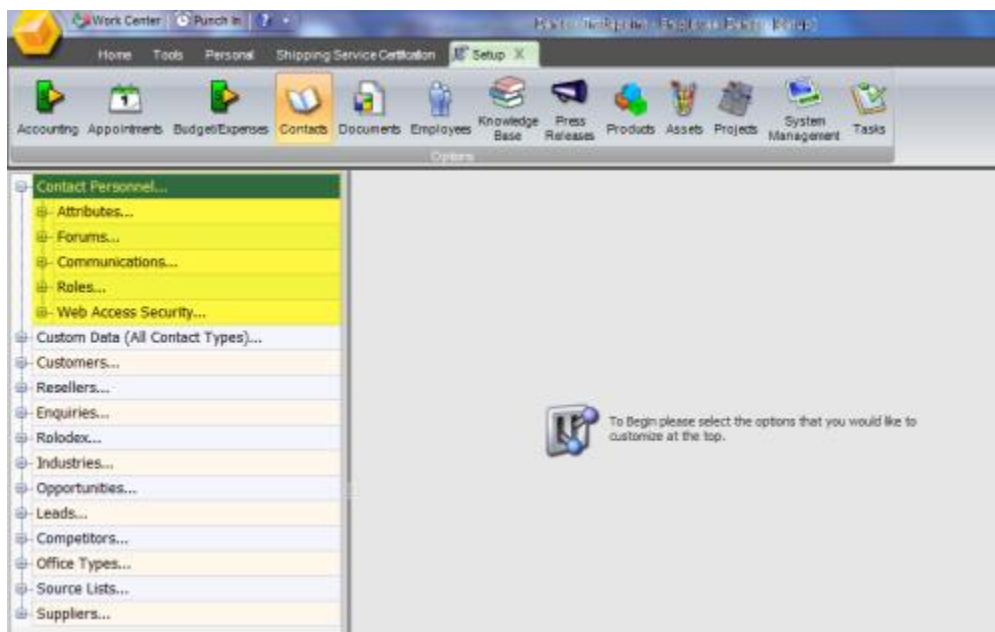 Work Center Punch In
Home Tools Personal Shipping Service Certification Setup X
Accounting Appointments Budget/Expenses Contacts Documents Employees Knowledge Base Press Releases Products Assets Projects System Management Tasks
Options
Contact Personnel...
Attributes...
Forums...
Communications...
Roles...
Web Access Security...
Custom Data (All Contact Types)...
Customers...
Resellers...
Enquiries...
Rolodex...
Industries...
Opportunities...
Leads...
Competitors...
Office Types...
Source Lists...
Suppliers...
To Begin please select the options that you would like to
customize at the top.